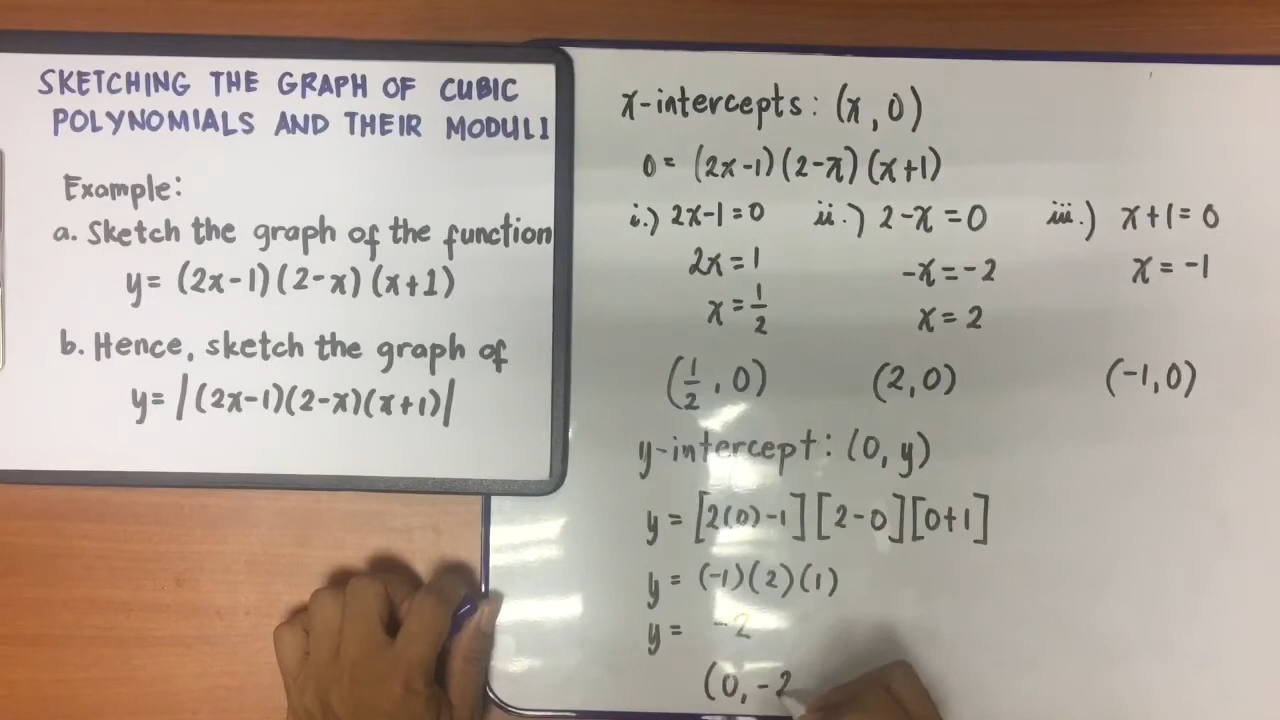 SKETCHING THE GRAPH OF CUBIC
POLYNOMIALS AND THEIR MODULI
Example:
a. Sketch the graph of the function
y= (2x-1)(2-x)(x+1)
b. Hence, sketch the graph of
y= |(2x-1)(2-x)(x+1)|
x-intercepts: (x,0)
0= (2x-1)(2-x)(x+1)
i.) 2x-1=0 ii.) 2-x=0 iii.) x+1=0
2x=1 -x=-2 x=-1
x=1/2 x=2
(1/2,0) (2,0) (-1,0)
y-intercept: (0,y)
y=[2(0)-1][2-0][0+1]
y= (-1)(2)(1)
y= -2
(0,-2